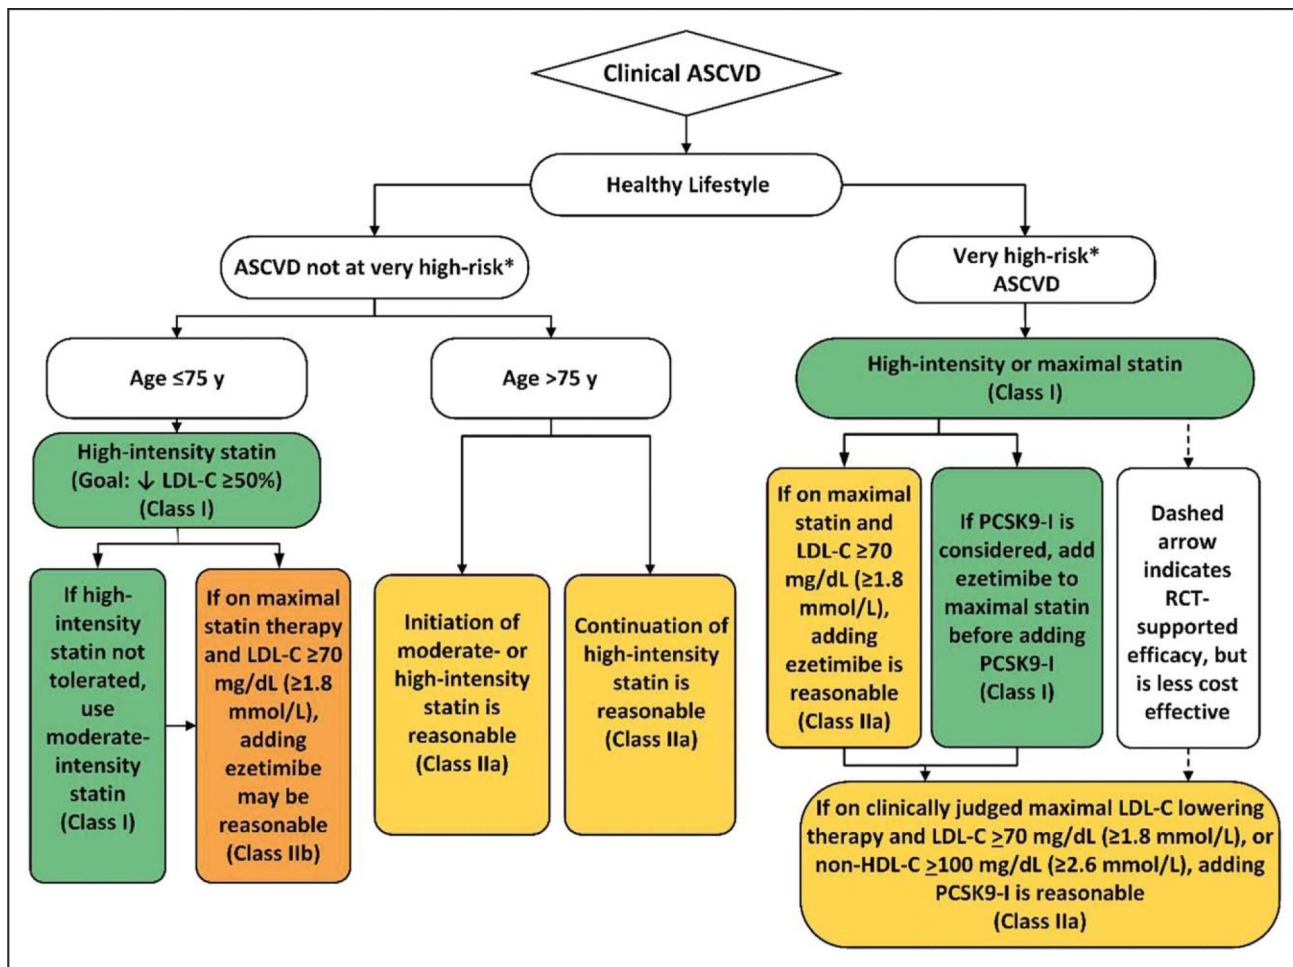 Clinical ASCVD
Healthy Lifestyle
ASCVD not at very high-risk*
Very high-risk*
ASCVD
Age ≤75 y
Age >75 y
High-intensity or maximal statin
(Class I)
High-intensity statin
(Goal: ↓ LDL-C ≥50%)
(Class I)
If high-
intensity
statin not
tolerated,
use
moderate-
intensity
statin
(Class I)
If on maximal
statin therapy
and LDL-C ≥70
mg/dL (≥1.8
mmol/L),
adding
ezetimibe
may be
reasonable
(Class IIb)
Initiation of
moderate- or
high-intensity
statin is
reasonable
(Class IIa)
Continuation of
high-intensity
statin is
reasonable
(Class IIa)
If on maximal
statin and
LDL-C ≥70
mg/dL (≥1.8
mmol/L),
adding
ezetimibe is
reasonable
(Class IIa)
If PCSK9-I is
considered, add
ezetimibe to
maximal statin
before adding
PCSK9-I
(Class I)
Dashed
arrow
indicates
RCT-
supported
efficacy, but
is less cost
effective
If on clinically judged maximal LDL-C lowering
therapy and LDL-C ≥70 mg/dL (≥1.8 mmol/L), or
non-HDL-C ≥100 mg/dL (≥2.6 mmol/L), adding
PCSK9-I is reasonable
(Class IIa)